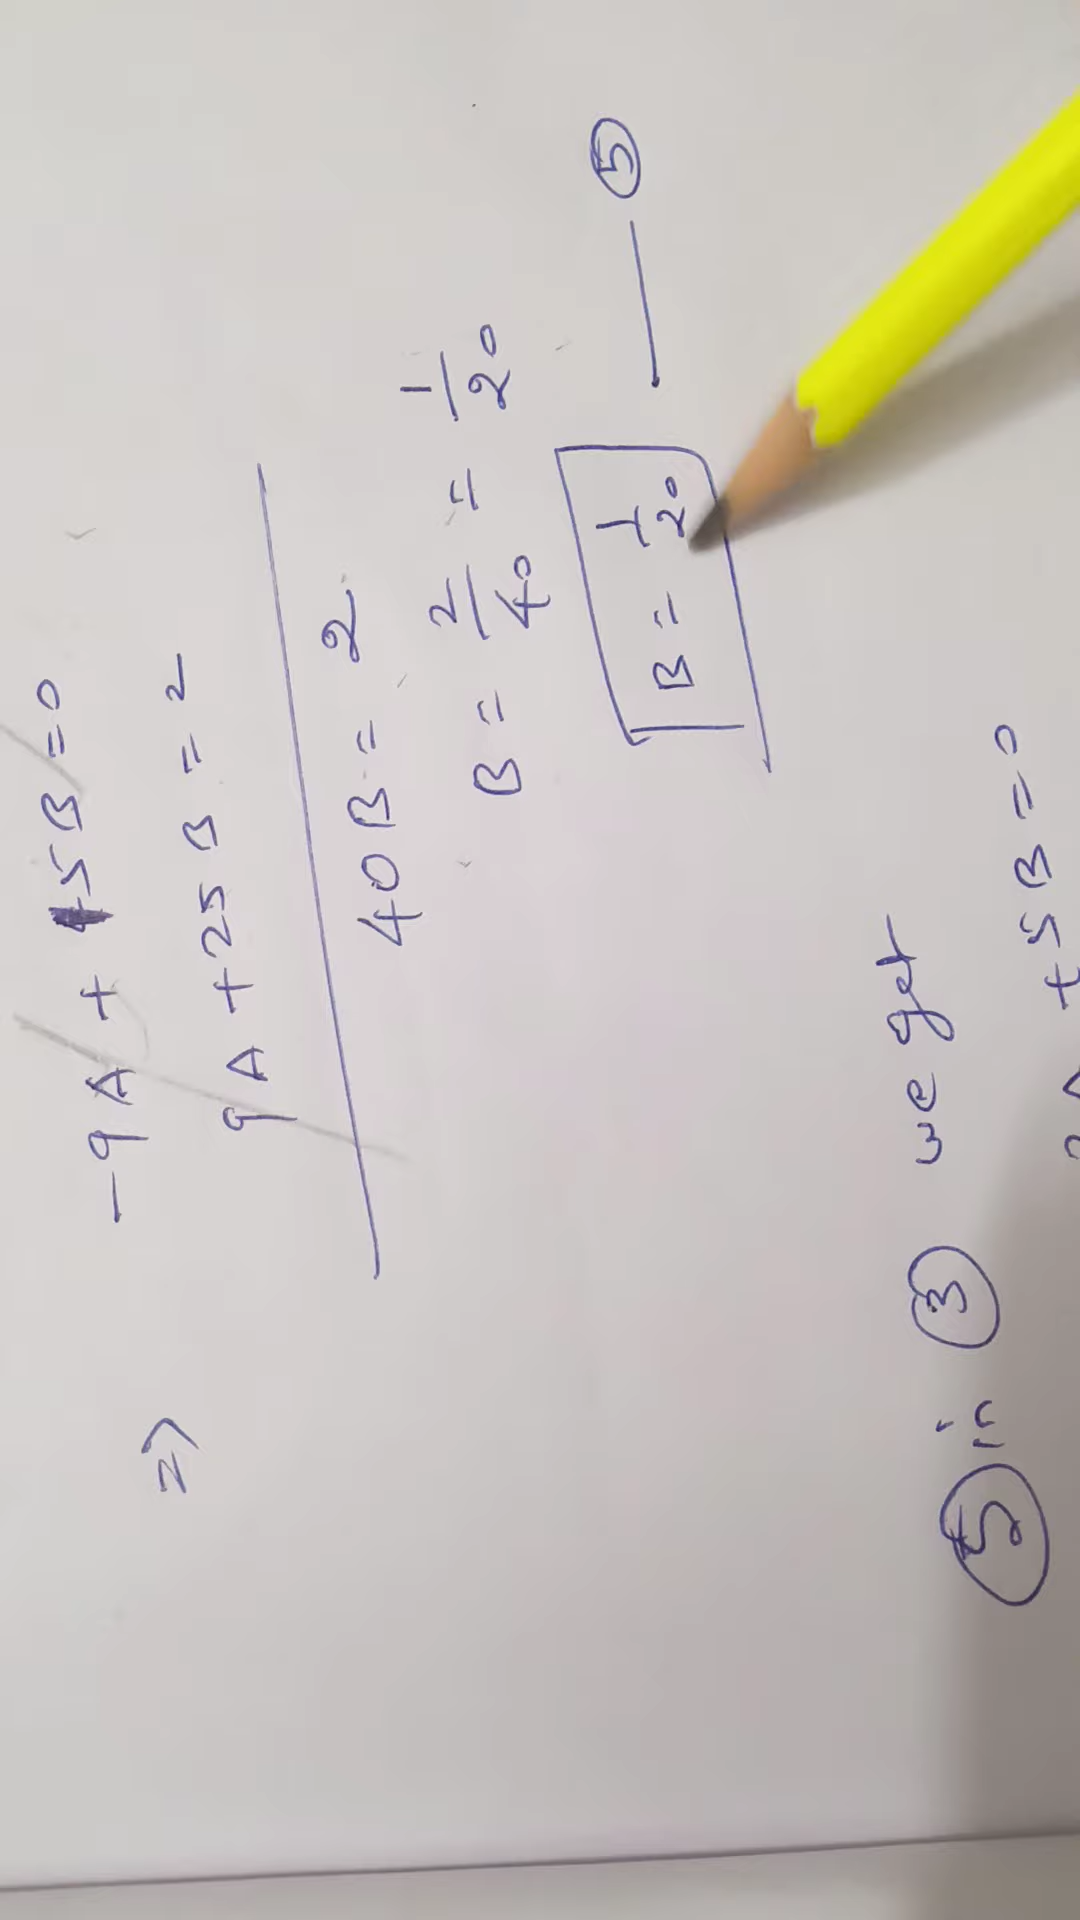 -9A + 15B = 0
=> 9A + 25B = 2
40B = 2
B = 2/40 = 1/20
B = 1/20 — 5
5 in 3 we get
+5B = 0